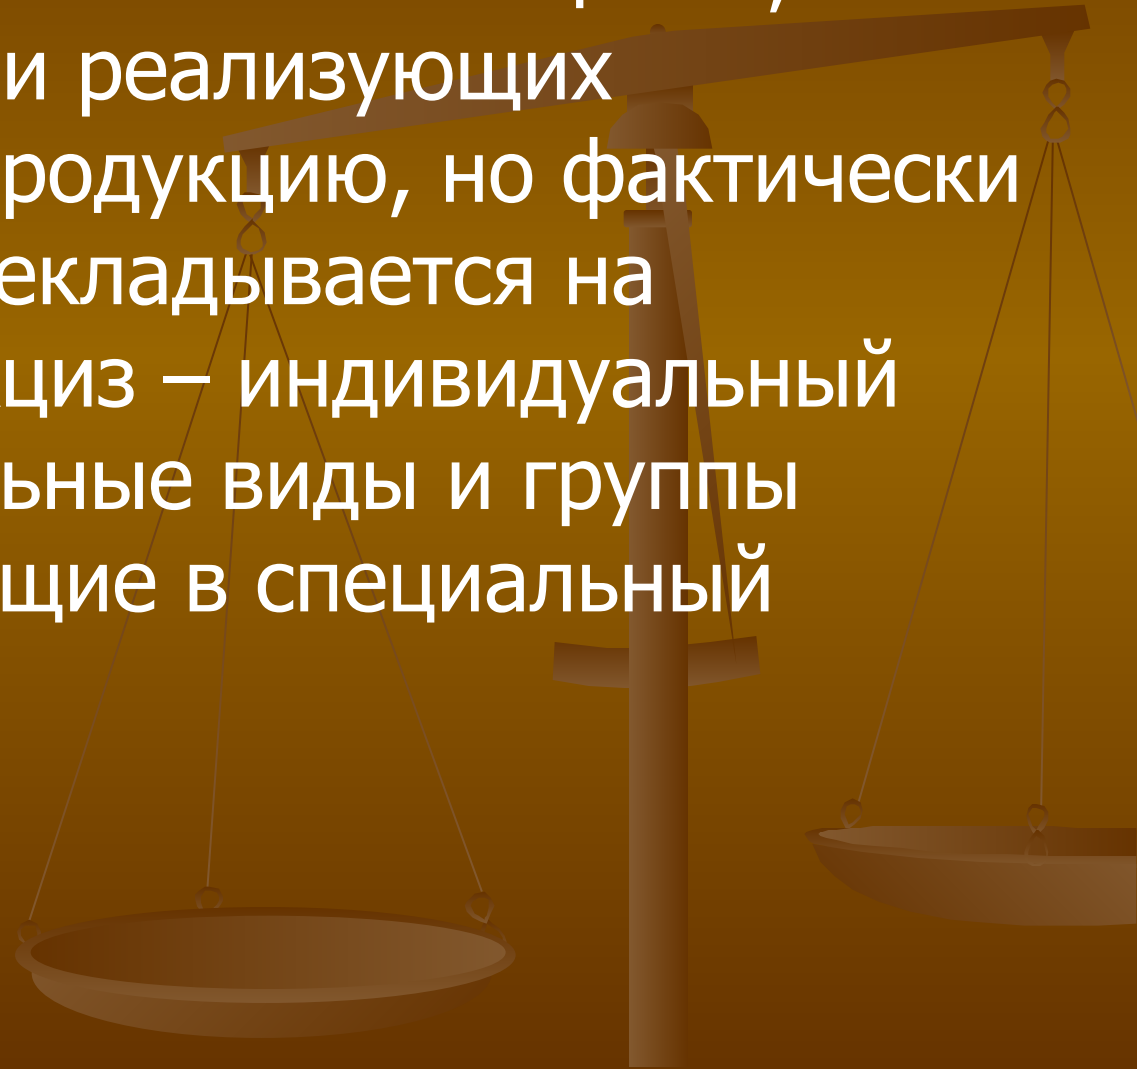 и реализующих
родукцию, но фактически
екладывается на
циз – индивидуальный
ьные виды и группы
щие в специальный